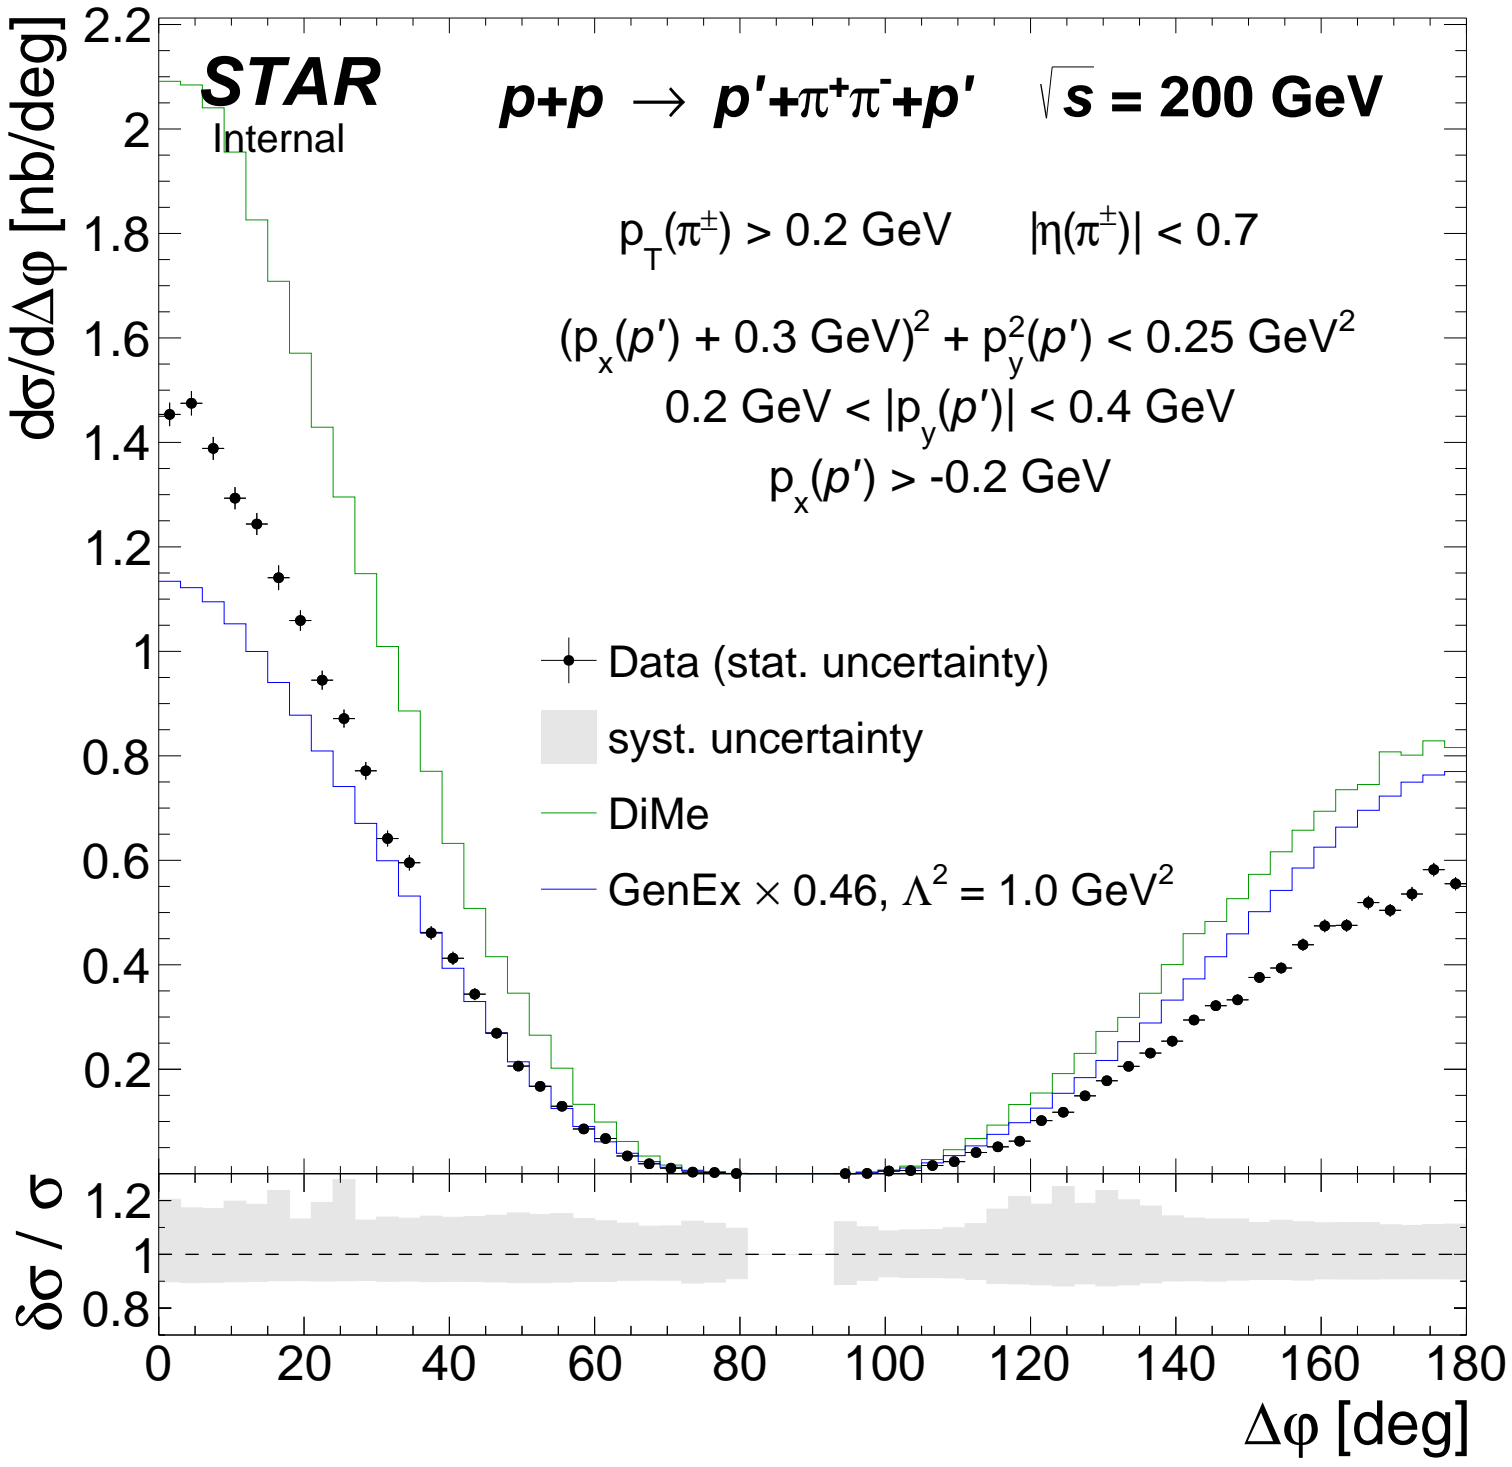 dσ/dΔφ [nb/deg]
2.2
2
1.8
1.6
1.4
1.2
1
0.8
0.6
0.4
0.2
STAR
Internal
p+p → p′+π⁺π⁻+p′ √s = 200 GeV
p_T(π^±) > 0.2 GeV |η(π^±)| < 0.7
(p_x(p′) + 0.3 GeV)² + p_y²(p′) < 0.25 GeV²
0.2 GeV < |p_y(p′)| < 0.4 GeV
p_x(p′) > -0.2 GeV
Data (stat. uncertainty)
syst. uncertainty
DiMe
GenEx × 0.46, Λ² = 1.0 GeV²
δσ / σ
1.2
1
0.8
0 20 40 60 80 100 120 140 160 180
Δφ [deg]